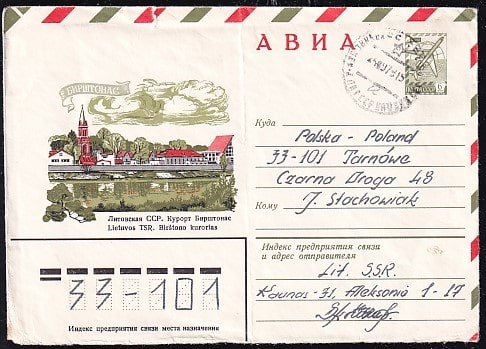 АВИА
БИРШТОНАС
Литовская ССР. Курорт Бирштонас
Lietuvos TSR. Birštono kurortas
33-101
Индекс предприятия связи места назначения
Куда
Polska - Poland
33-101 Tarnów
Czarna Droga 48
Кому
J. Stachowiak
Индекс предприятия связи
и адрес отправителя
Lit. S.S.R.
Kaunas-31, Aleksonio 1-17